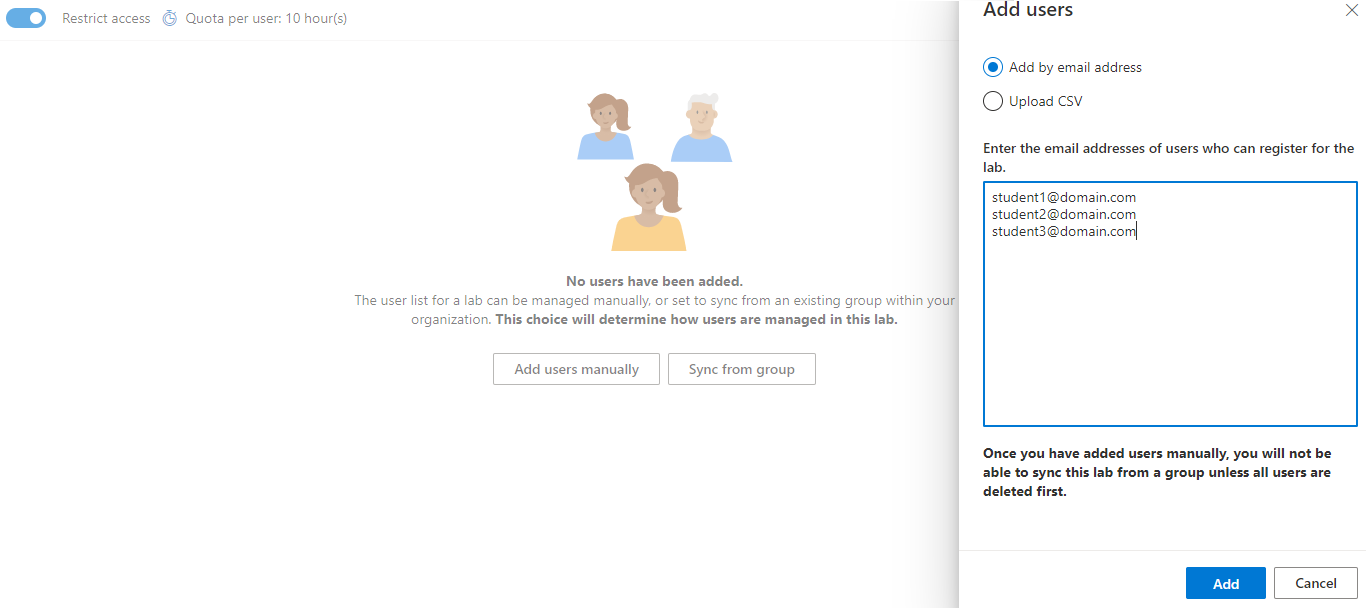 Restrict access
Quota per user: 10 hour(s)
No users have been added.
The user list for a lab can be managed manually, or set to sync from an existing group within your
organization. This choice will determine how users are managed in this lab.
Add users manually
Sync from group
Add users
Add by email address
Upload CSV
Enter the email addresses of users who can register for the
lab.
student1@domain.com
student2@domain.com
student3@domain.com
Once you have added users manually, you will not be
able to sync this lab from a group unless all users are
deleted first.
Add
Cancel